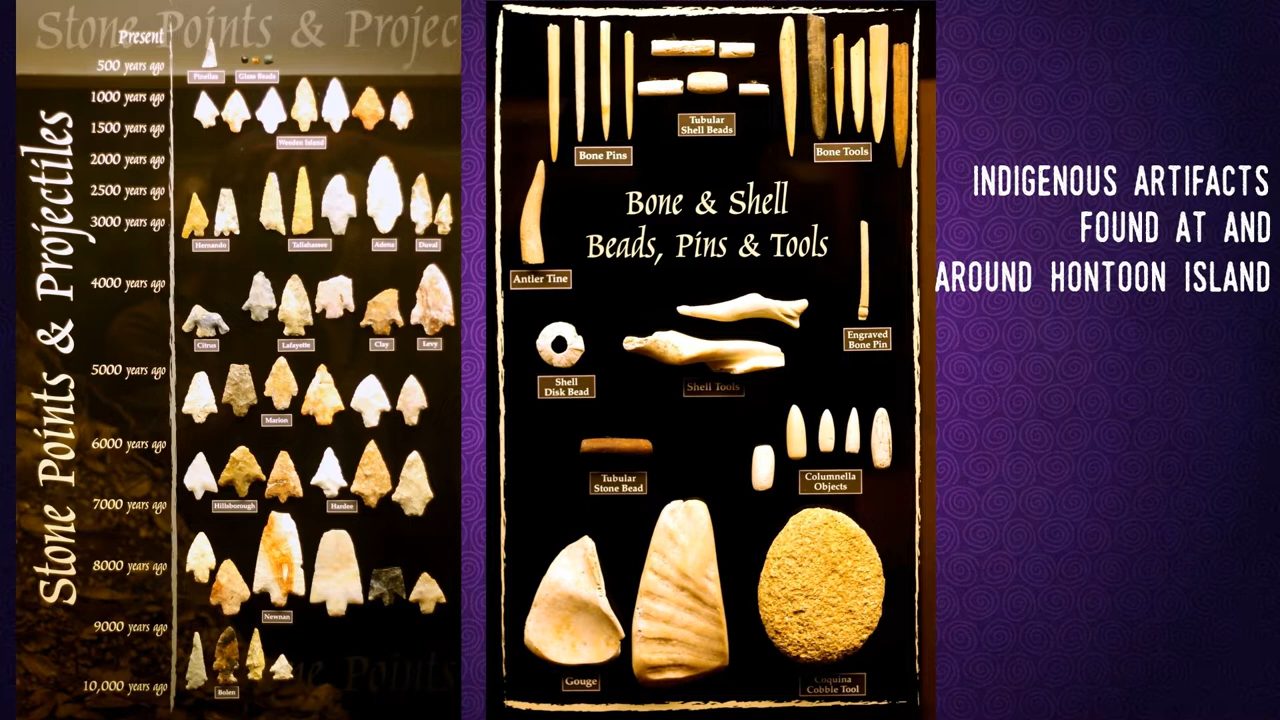 Stone Points & Projec
Stone Points & Projectiles
Present
500 years ago
Pinellas
Glass Beads
1000 years ago
1500 years ago
Weeden Island
2000 years ago
2500 years ago
3000 years ago
Hernando
Tallahassee
Adena
Duval
4000 years ago
Citrus
Lafayette
Clay
Levy
5000 years ago
Marion
6000 years ago
7000 years ago
Hillsborough
Hardee
8000 years ago
Newnan
9000 years ago
10,000 years ago
Bolen
ne Points
Bone Pins
Tubular
Shell Beads
Bone Tools
Bone & Shell
Beads, Pins & Tools
Antler Tine
Engraved
Bone Pin
Shell
Disk Bead
Shell Tools
Tubular
Stone Bead
Columnella
Objects
Gouge
Coquina
Cobble Tool
INDIGENOUS ARTIFACTS
FOUND AT AND
AROUND HONTOON ISLAND